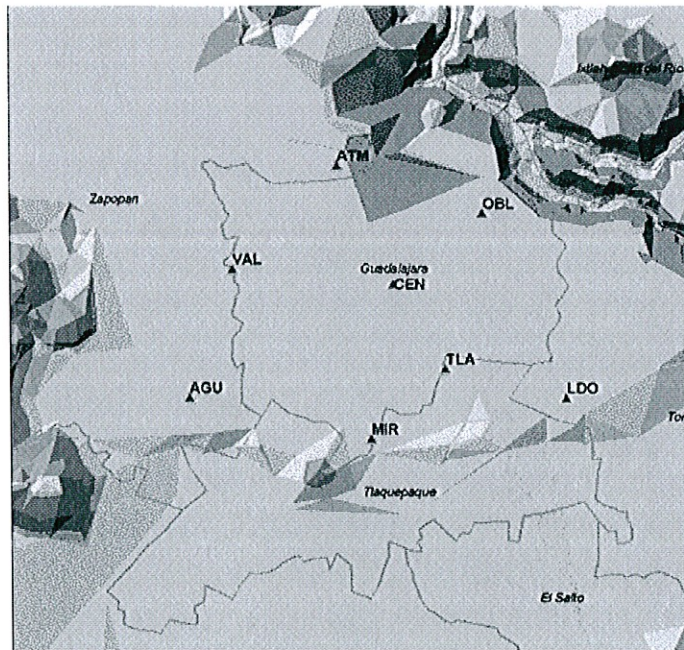 ATM
Zapopan
OBL
VAL
Guadalajara
CEN
TLA
AGU
LDO
MIR
Tlaquepaque
El Salto